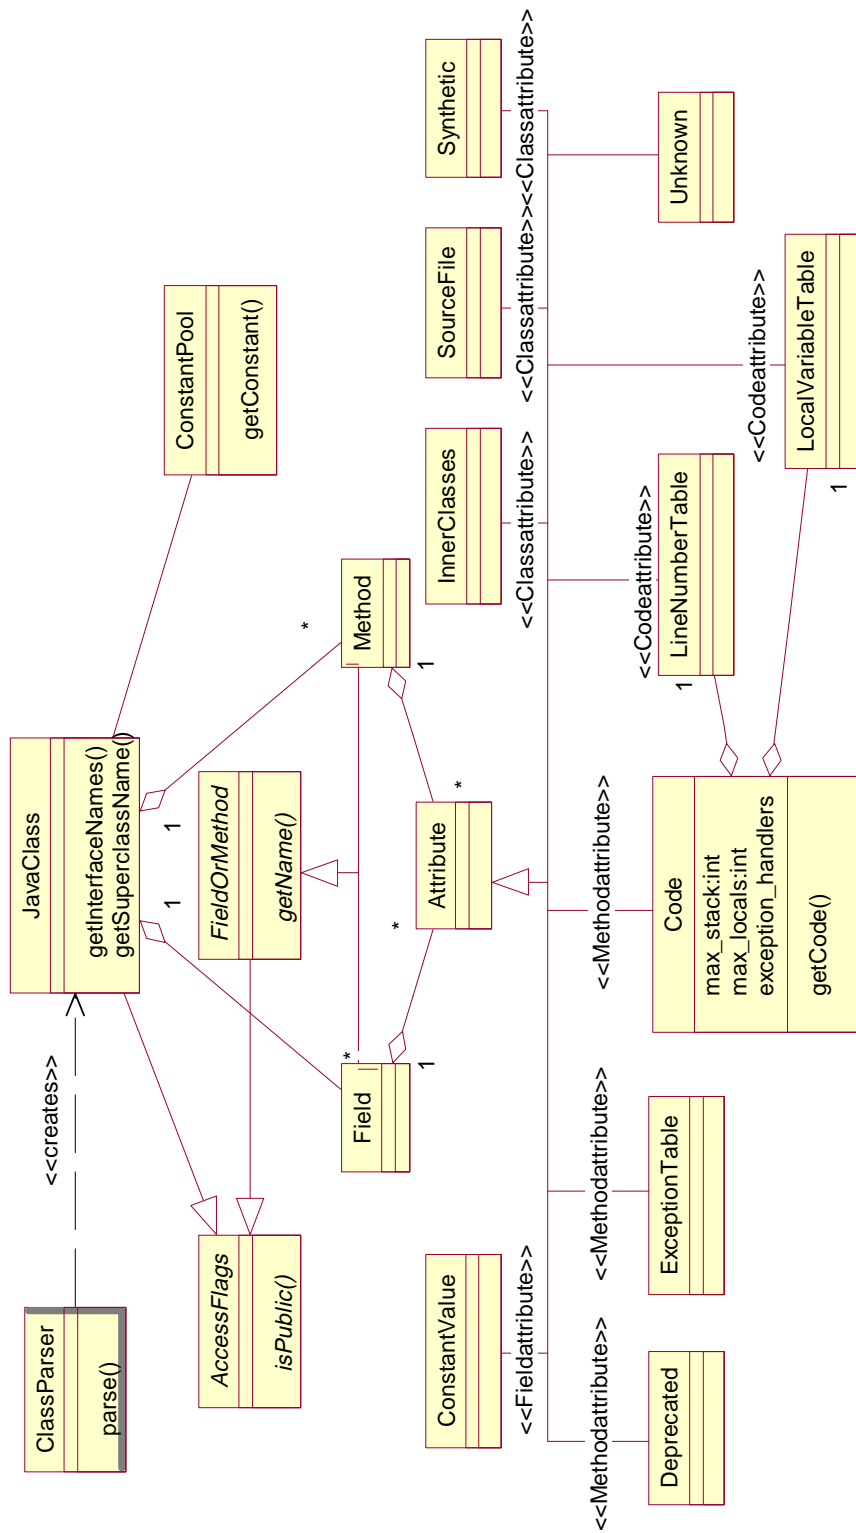 ClassParser
parse()
<<creates>>
JavaClass
getInterfaceNames()
getSuperclassName()
ConstantPool
getConstant()
AccessFlags
isPublic()
FieldOrMethod
getName()
1
1
*
*
Field
Method
1
1
*
*
Attribute
ConstantValue
<<Fieldattribute>>
InnerClasses
<<Classattribute>>
SourceFile
<<Classattribute>>
Synthetic
<<Classattribute>>
<<Methodattribute>>
Deprecated
<<Methodattribute>>
ExceptionTable
<<Methodattribute>>
Code
max_stack:int
max_locals:int
exception_handlers
getCode()
<<Codeattribute>>
LineNumberTable
1
<<Codeattribute>>
LocalVariableTable
1
Unknown